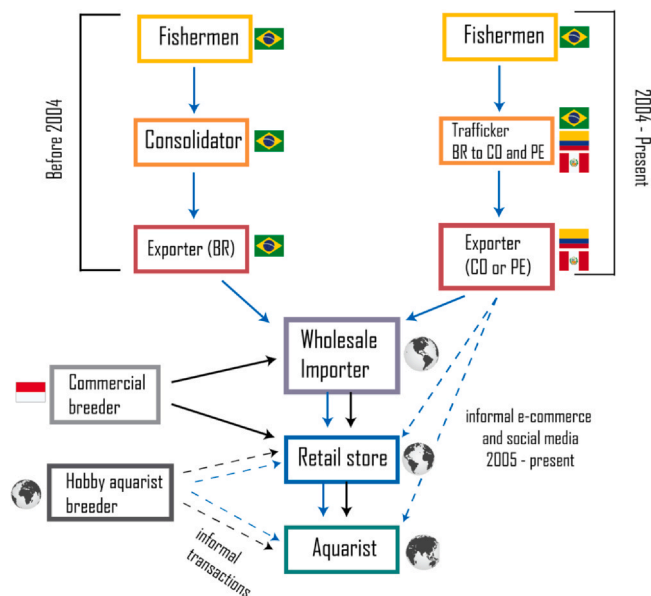 Fishermen
Consolidator
Exporter (BR)
Before 2004
Fishermen
Trafficker
BR to CO and PE
Exporter
(CO or PE)
2004 - Present
Wholesale
Importer
Commercial
breeder
Retail store
Hobby aquarist
breeder
Aquarist
informal
transactions
informal e-commerce
and social media
2005 - present